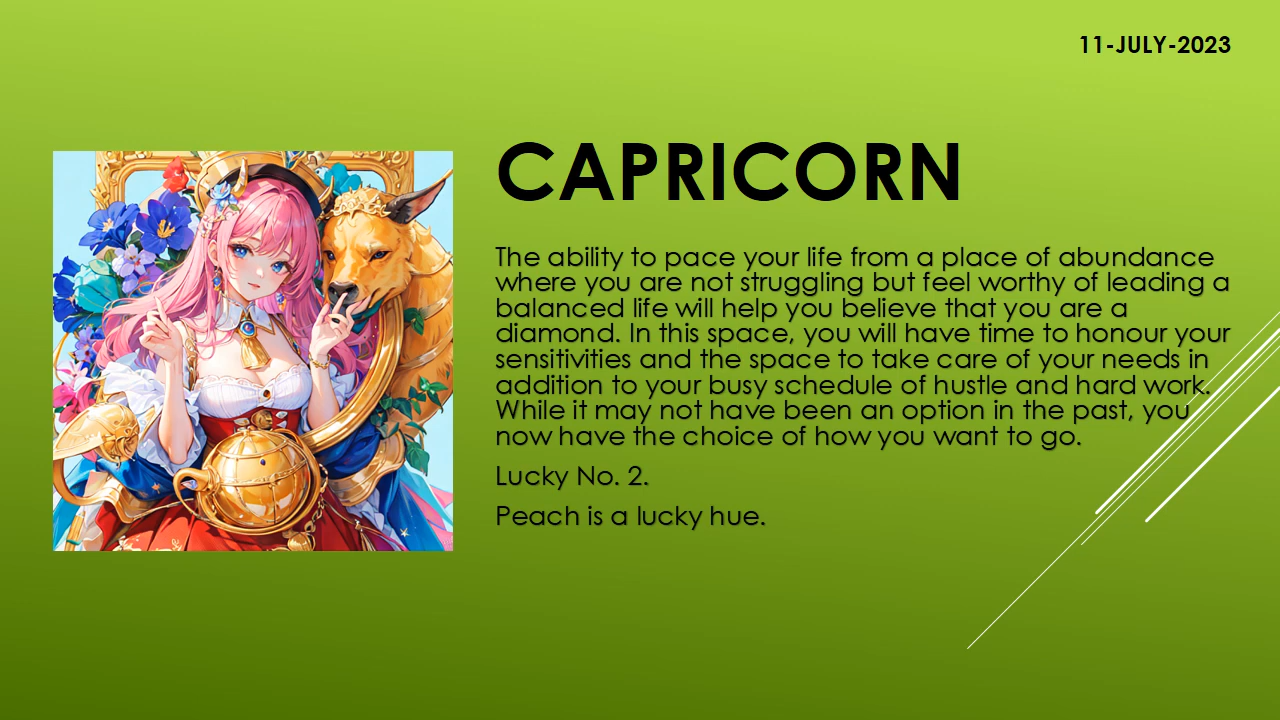 11-JULY-2023
CAPRICORN
The ability to pace your life from a place of abundance
where you are not struggling but feel worthy of leading a
balanced life will help you believe that you are a
diamond. In this space, you will have time to honour your
sensitivities and the space to take care of your needs in
addition to your busy schedule of hustle and hard work.
While it may not have been an option in the past, you
now have the choice of how you want to go.
Lucky No. 2.
Peach is a lucky hue.